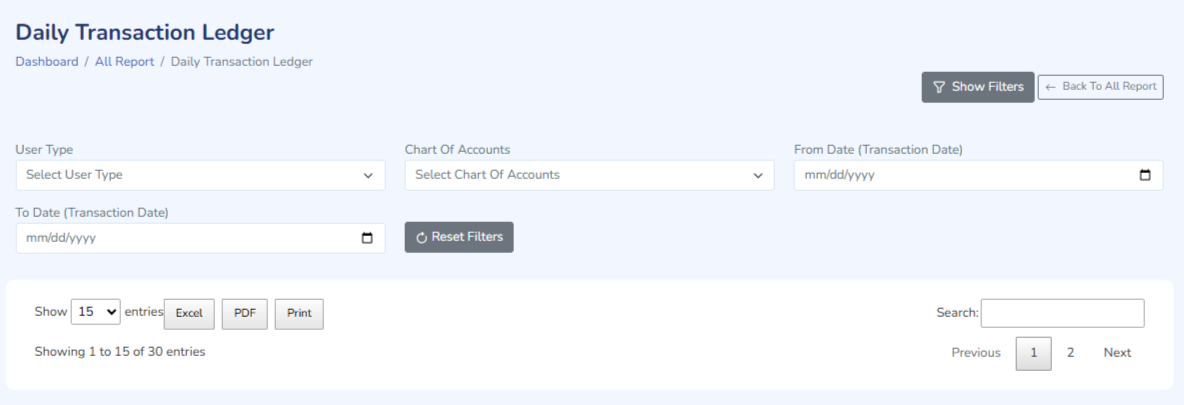 Daily Transaction Ledger
Dashboard / All Report / Daily Transaction Ledger
Show Filters
← Back To All Report
User Type
Chart Of Accounts
From Date (Transaction Date)
Select User Type
Select Chart Of Accounts
mm/dd/yyyy
To Date (Transaction Date)
mm/dd/yyyy
Reset Filters
Show 15 entries
Excel
PDF
Print
Search:
Showing 1 to 15 of 30 entries
Previous 1 2 Next